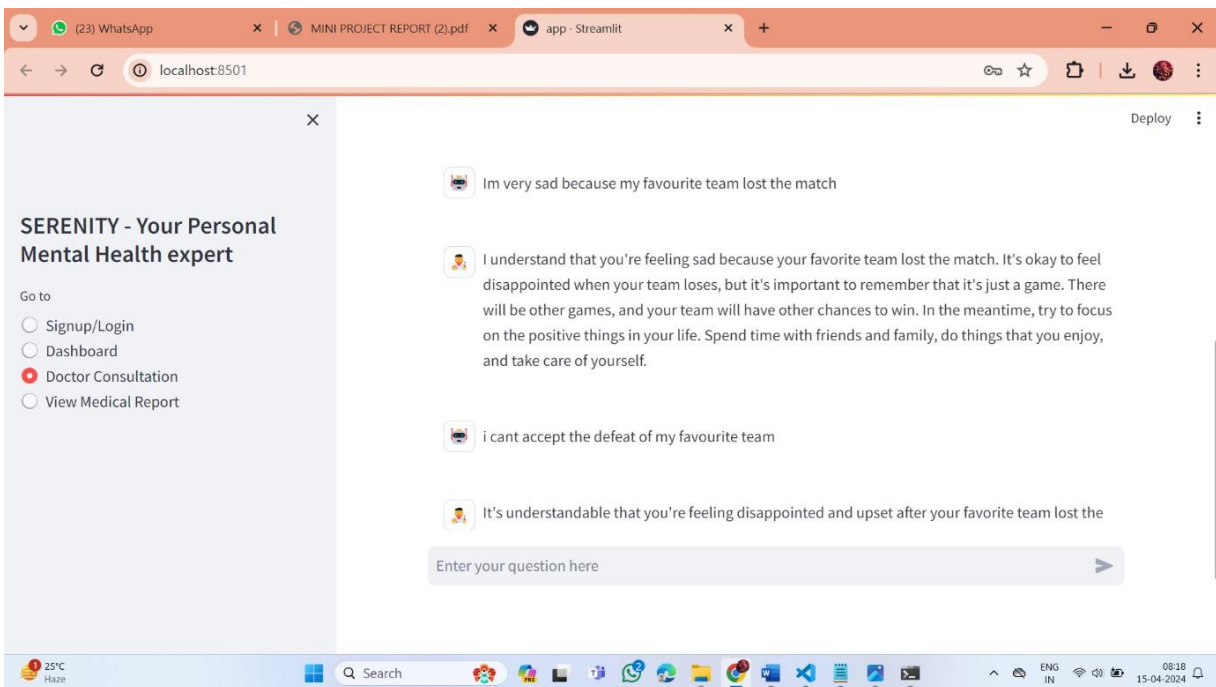 (23) WhatsApp
MINI PROJECT REPORT (2).pdf
app · Streamlit
localhost:8501
Deploy
SERENITY - Your Personal
Mental Health expert
Go to
Signup/Login
Dashboard
Doctor Consultation
View Medical Report
Im very sad because my favourite team lost the match
I understand that you're feeling sad because your favorite team lost the match. It's okay to feel
disappointed when your team loses, but it's important to remember that it's just a game. There
will be other games, and your team will have other chances to win. In the meantime, try to focus
on the positive things in your life. Spend time with friends and family, do things that you enjoy,
and take care of yourself.
i cant accept the defeat of my favourite team
It's understandable that you're feeling disappointed and upset after your favorite team lost the
Enter your question here
1
25°C
Haze
Search
PRE
ENG
IN
08:18
15-04-2024